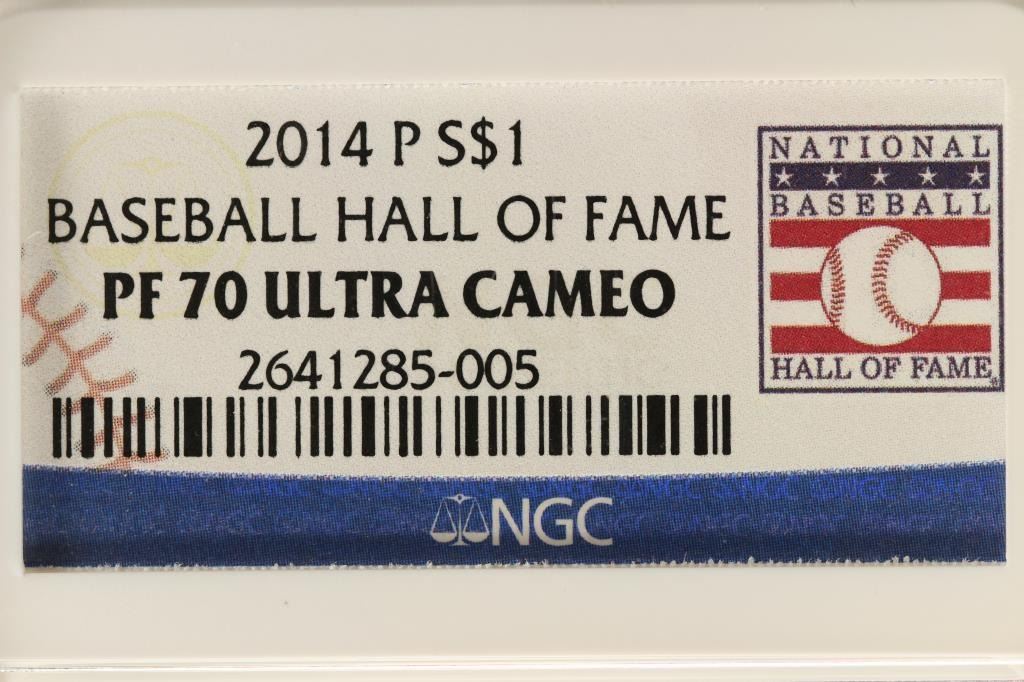 2014 P S$1
BASEBALL HALL OF FAME
PF 70 ULTRA CAMEO
2641285-005
NATIONAL
BASEBALL
HALL OF FAME®
NGC